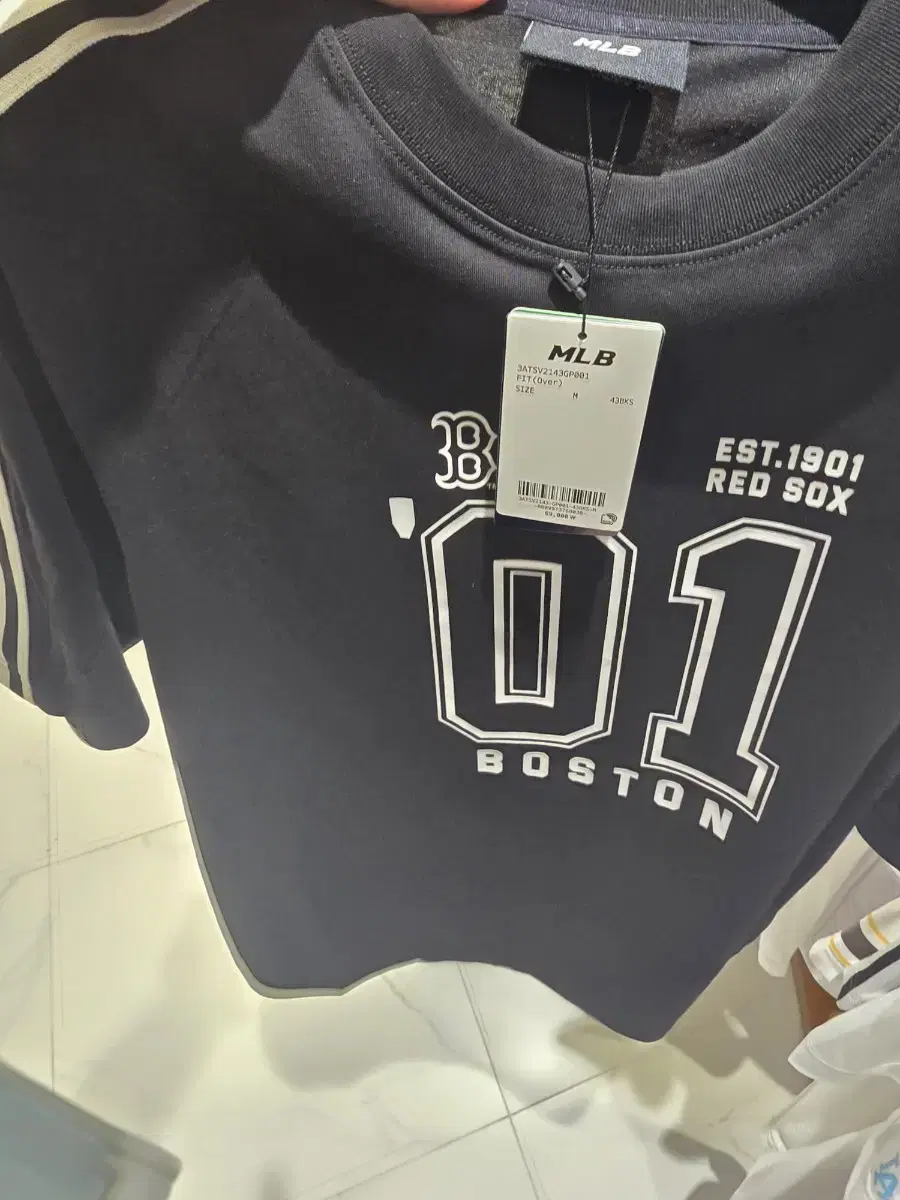 MLB
MLB
3ATSV2143GP001
FIT(Over)
SIZE M 43BKS
B
EST.1901
RED SOX
'01
BOSTON